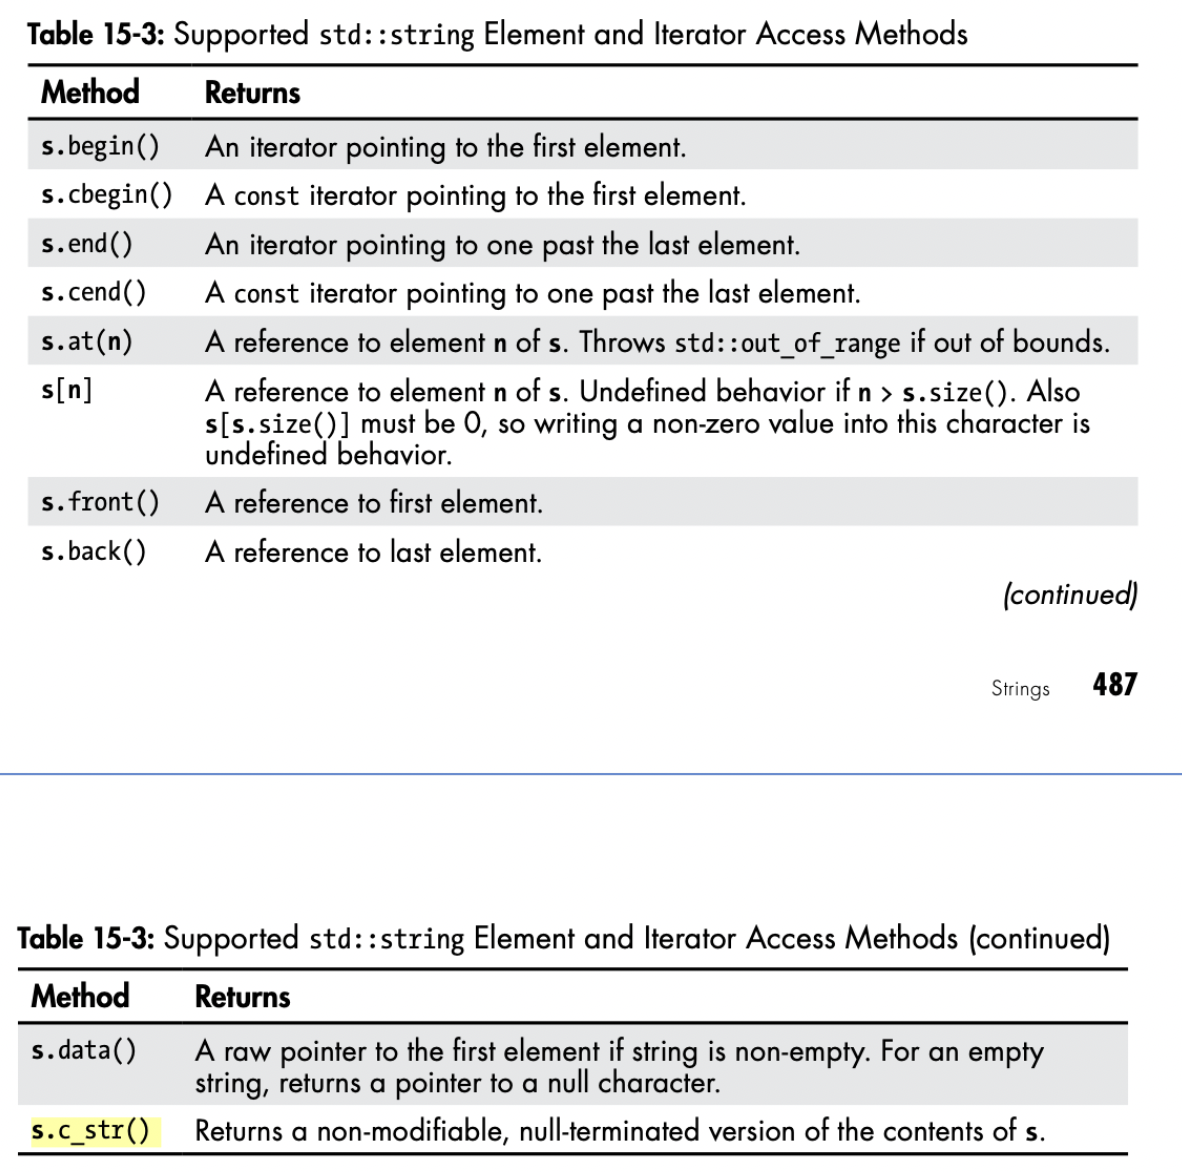 Table 15-3: Supported std::string Element and Iterator Access Methods
Method Returns
s.begin() An iterator pointing to the first element.
s.cbegin() A const iterator pointing to the first element.
s.end() An iterator pointing to one past the last element.
s.cend() A const iterator pointing to one past the last element.
s.at(n) A reference to element n of s. Throws std::out_of_range if out of bounds.
s[n] A reference to element n of s. Undefined behavior if n > s.size(). Also
s[s.size()] must be 0, so writing a non-zero value into this character is
undefined behavior.
s.front() A reference to first element.
s.back() A reference to last element.
(continued)
Strings 487
Table 15-3: Supported std::string Element and Iterator Access Methods (continued)
Method Returns
s.data() A raw pointer to the first element if string is non-empty. For an empty
string, returns a pointer to a null character.
s.c_str() Returns a non-modifiable, null-terminated version of the contents of s.